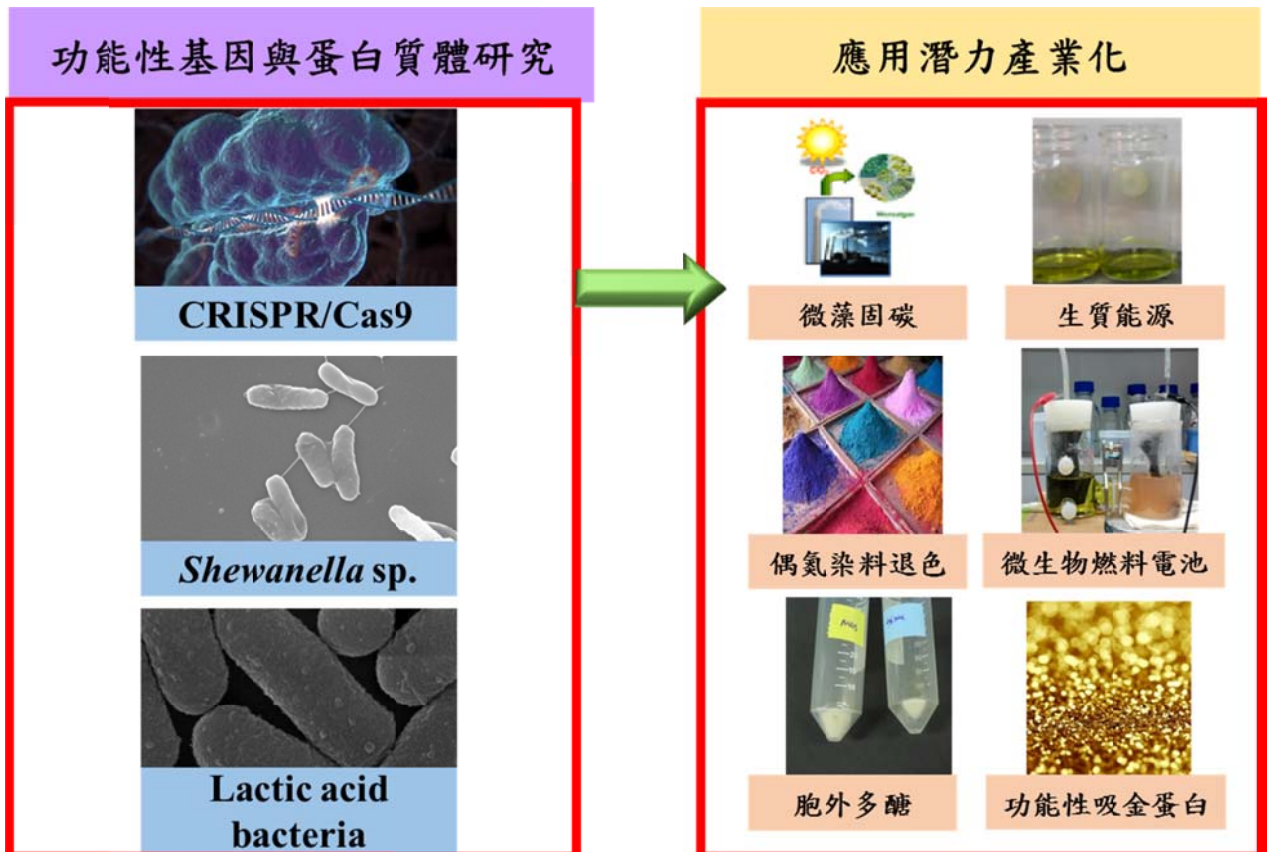 功能性基因與蛋白質體研究
應用潛力產業化
CRISPR/Cas9
Shewanella sp.
Lactic acid
bacteria
CO₂
Microalgae
微藻固碳
生質能源
偶氮染料退色
微生物燃料電池
胞外多醣
功能性吸金蛋白